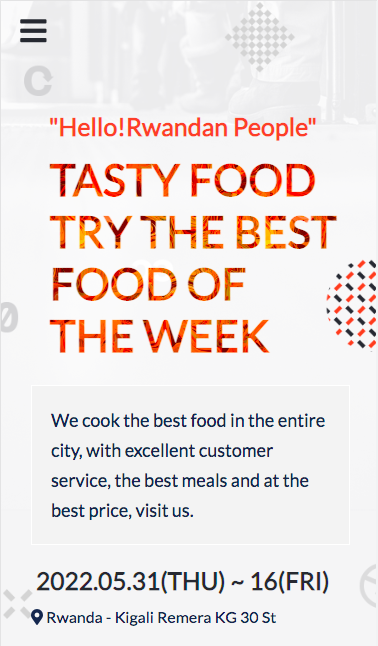 "Hello!Rwandan People"
TASTY FOOD
TRY THE BEST
FOOD OF
THE WEEK
We cook the best food in the entire
city, with excellent customer
service, the best meals and at the
best price, visit us.
2022.05.31(THU) ~ 16(FRI)
Rwanda - Kigali Remera KG 30 St